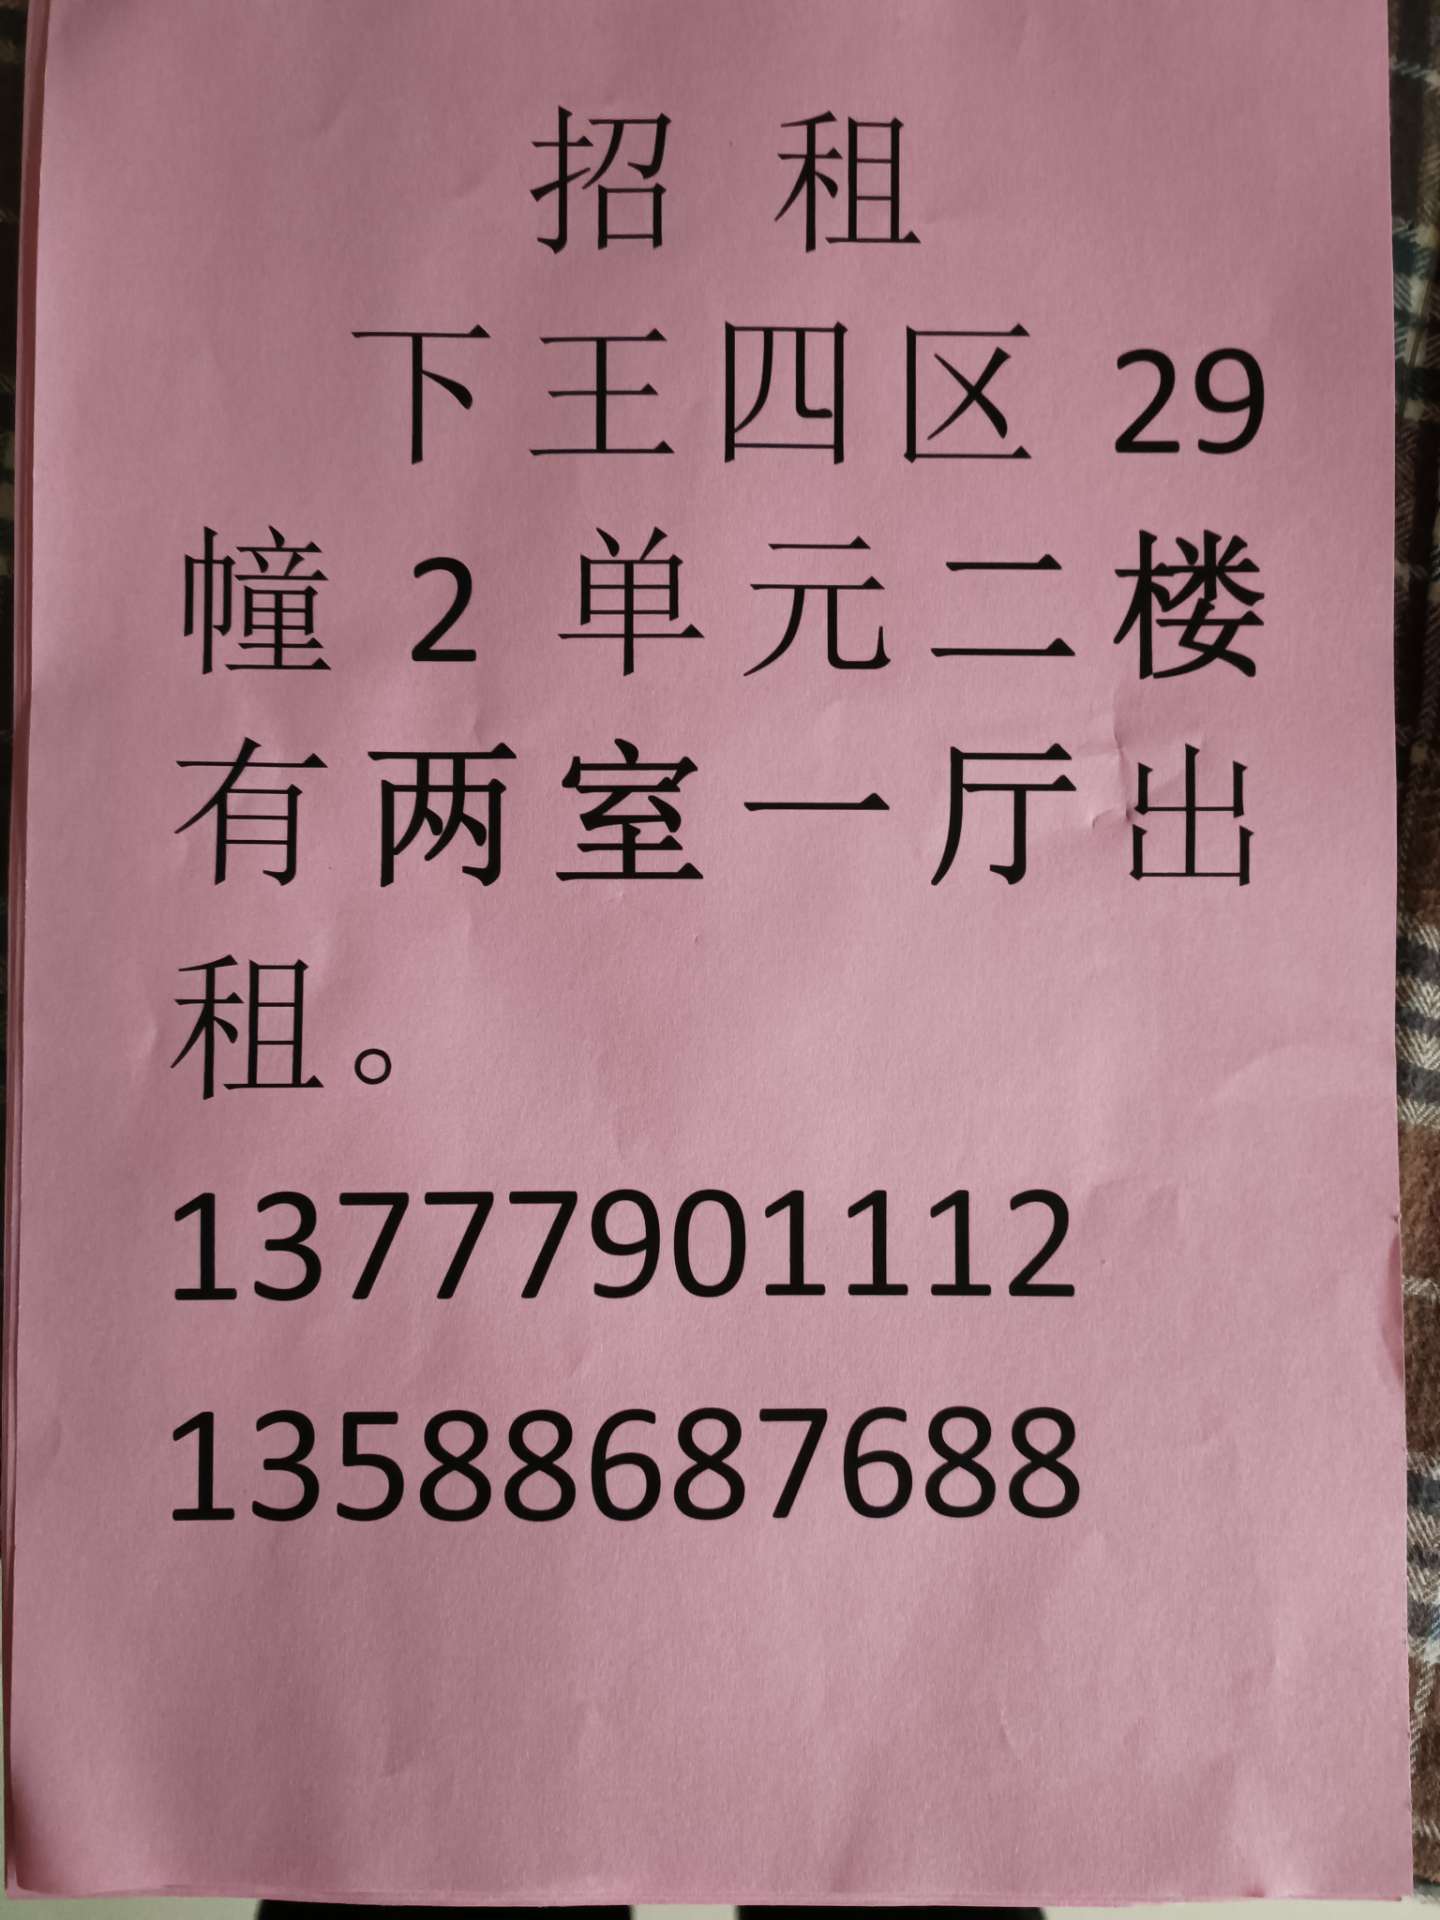 招 租
下王四区 29
幢 2 单元二楼
有两室一厅出
租。
13777901112
13588687688